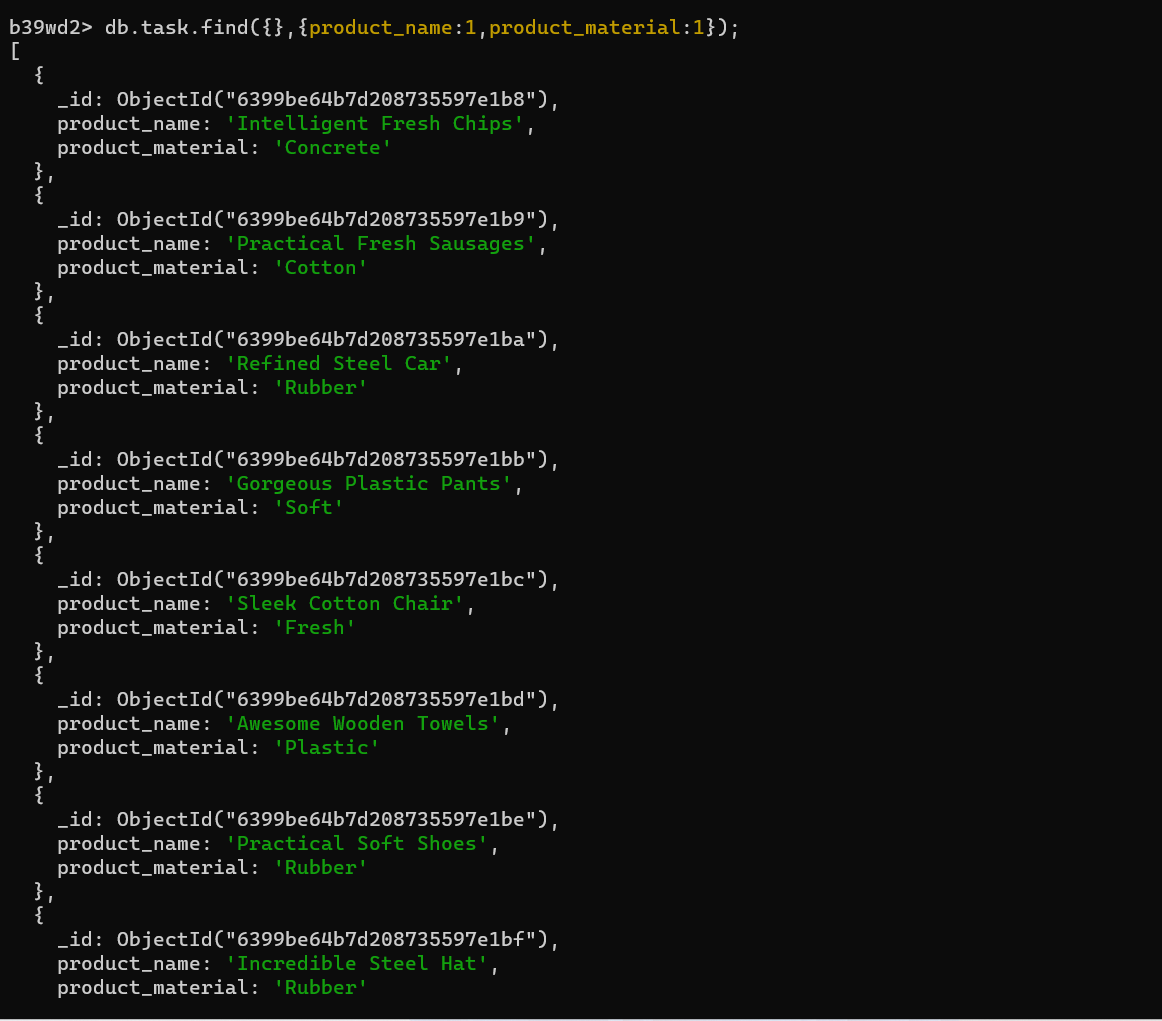 b39wd2> db.task.find({},{product_name:1,product_material:1});
[
  {
    _id: ObjectId("6399be64b7d208735597e1b8"),
    product_name: 'Intelligent Fresh Chips',
    product_material: 'Concrete'
  },
  {
    _id: ObjectId("6399be64b7d208735597e1b9"),
    product_name: 'Practical Fresh Sausages',
    product_material: 'Cotton'
  },
  {
    _id: ObjectId("6399be64b7d208735597e1ba"),
    product_name: 'Refined Steel Car',
    product_material: 'Rubber'
  },
  {
    _id: ObjectId("6399be64b7d208735597e1bb"),
    product_name: 'Gorgeous Plastic Pants',
    product_material: 'Soft'
  },
  {
    _id: ObjectId("6399be64b7d208735597e1bc"),
    product_name: 'Sleek Cotton Chair',
    product_material: 'Fresh'
  },
  {
    _id: ObjectId("6399be64b7d208735597e1bd"),
    product_name: 'Awesome Wooden Towels',
    product_material: 'Plastic'
  },
  {
    _id: ObjectId("6399be64b7d208735597e1be"),
    product_name: 'Practical Soft Shoes',
    product_material: 'Rubber'
  },
  {
    _id: ObjectId("6399be64b7d208735597e1bf"),
    product_name: 'Incredible Steel Hat',
    product_material: 'Rubber'